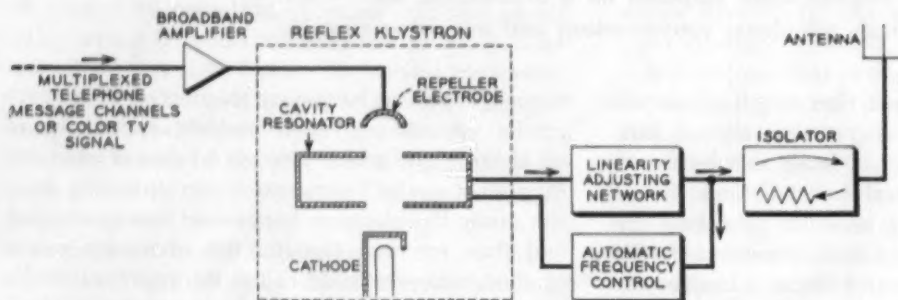 BROADBAND
AMPLIFIER
REFLEX KLYSTRON
ANTENNA
MULTIPLEXED
TELEPHONE
MESSAGE CHANNELS
OR COLOR TV
SIGNAL
REPELLER
ELECTRODE
CAVITY
RESONATOR
ISOLATOR
LINEARITY
ADJUSTING
NETWORK
CATHODE
AUTOMATIC
FREQUENCY
CONTROL